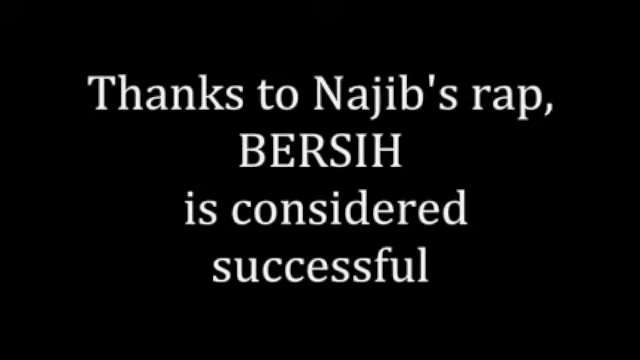 Thanks to Najib's rap,
BERSIH
is considered
successful